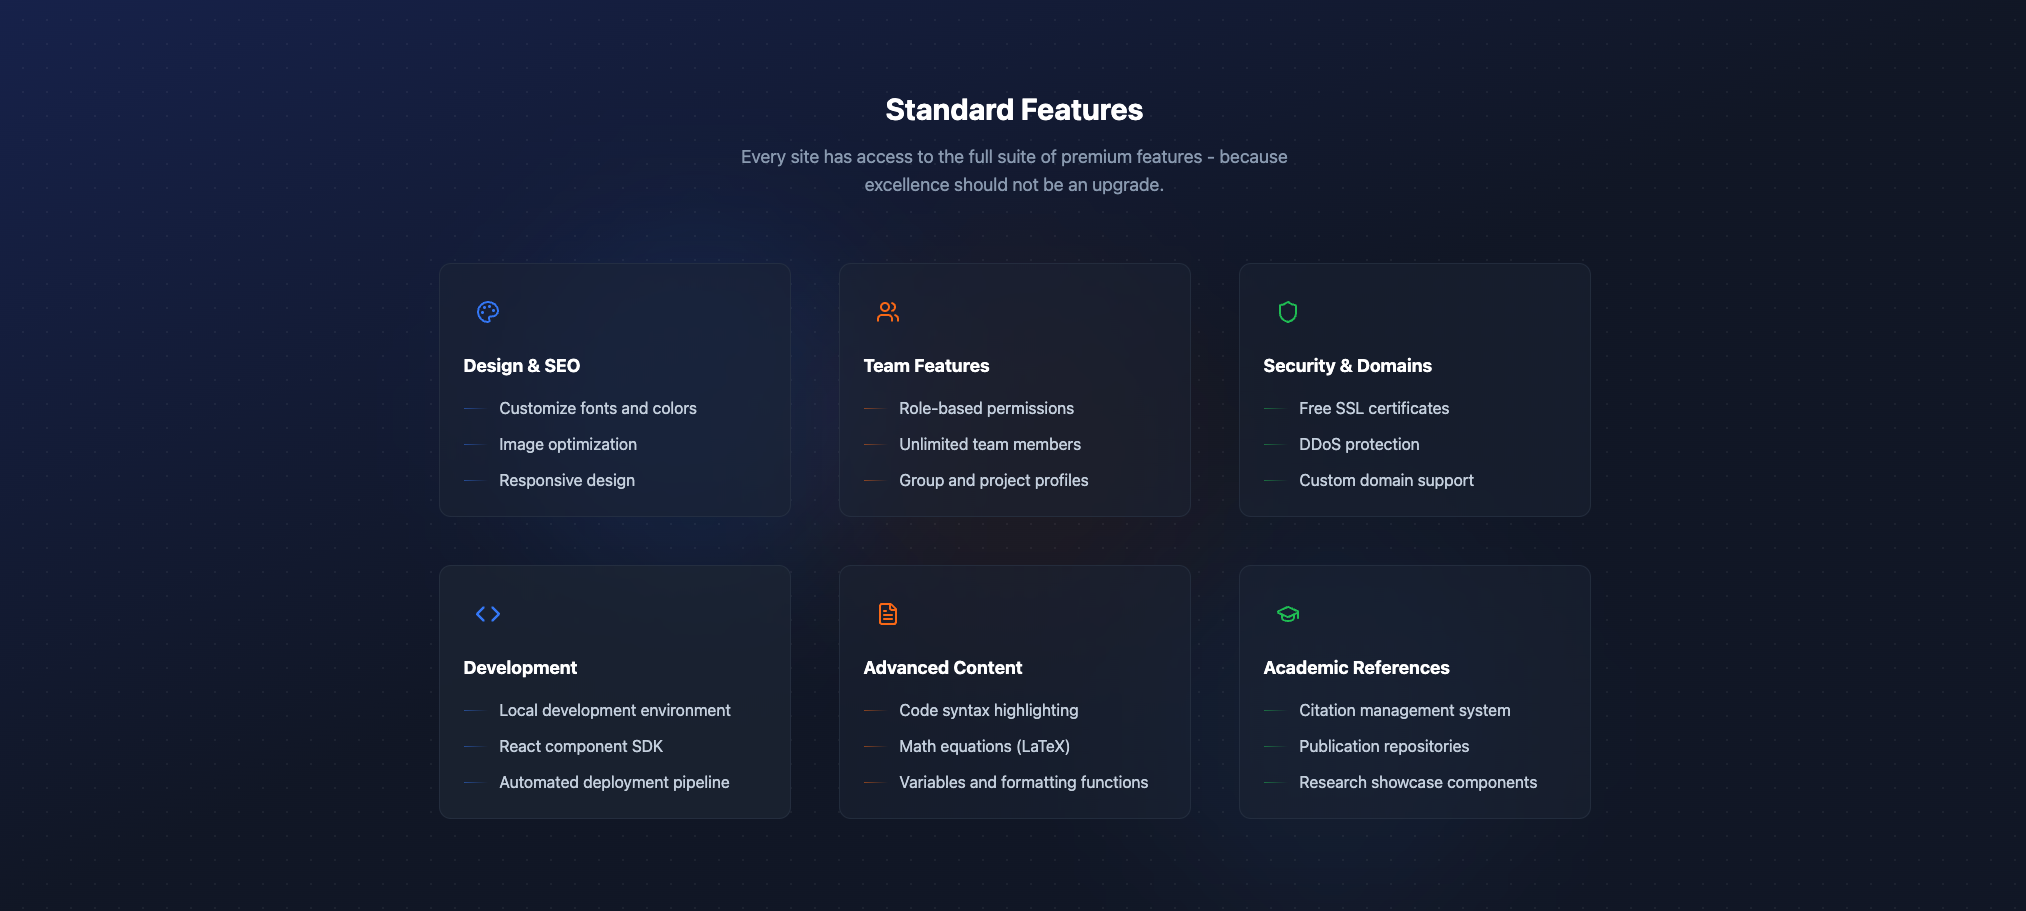 Standard Features
Every site has access to the full suite of premium features - because
excellence should not be an upgrade.
Design & SEO
Customize fonts and colors
Image optimization
Responsive design
Team Features
Role-based permissions
Unlimited team members
Group and project profiles
Security & Domains
Free SSL certificates
DDoS protection
Custom domain support
Development
Local development environment
React component SDK
Automated deployment pipeline
Advanced Content
Code syntax highlighting
Math equations (LaTeX)
Variables and formatting functions
Academic References
Citation management system
Publication repositories
Research showcase components